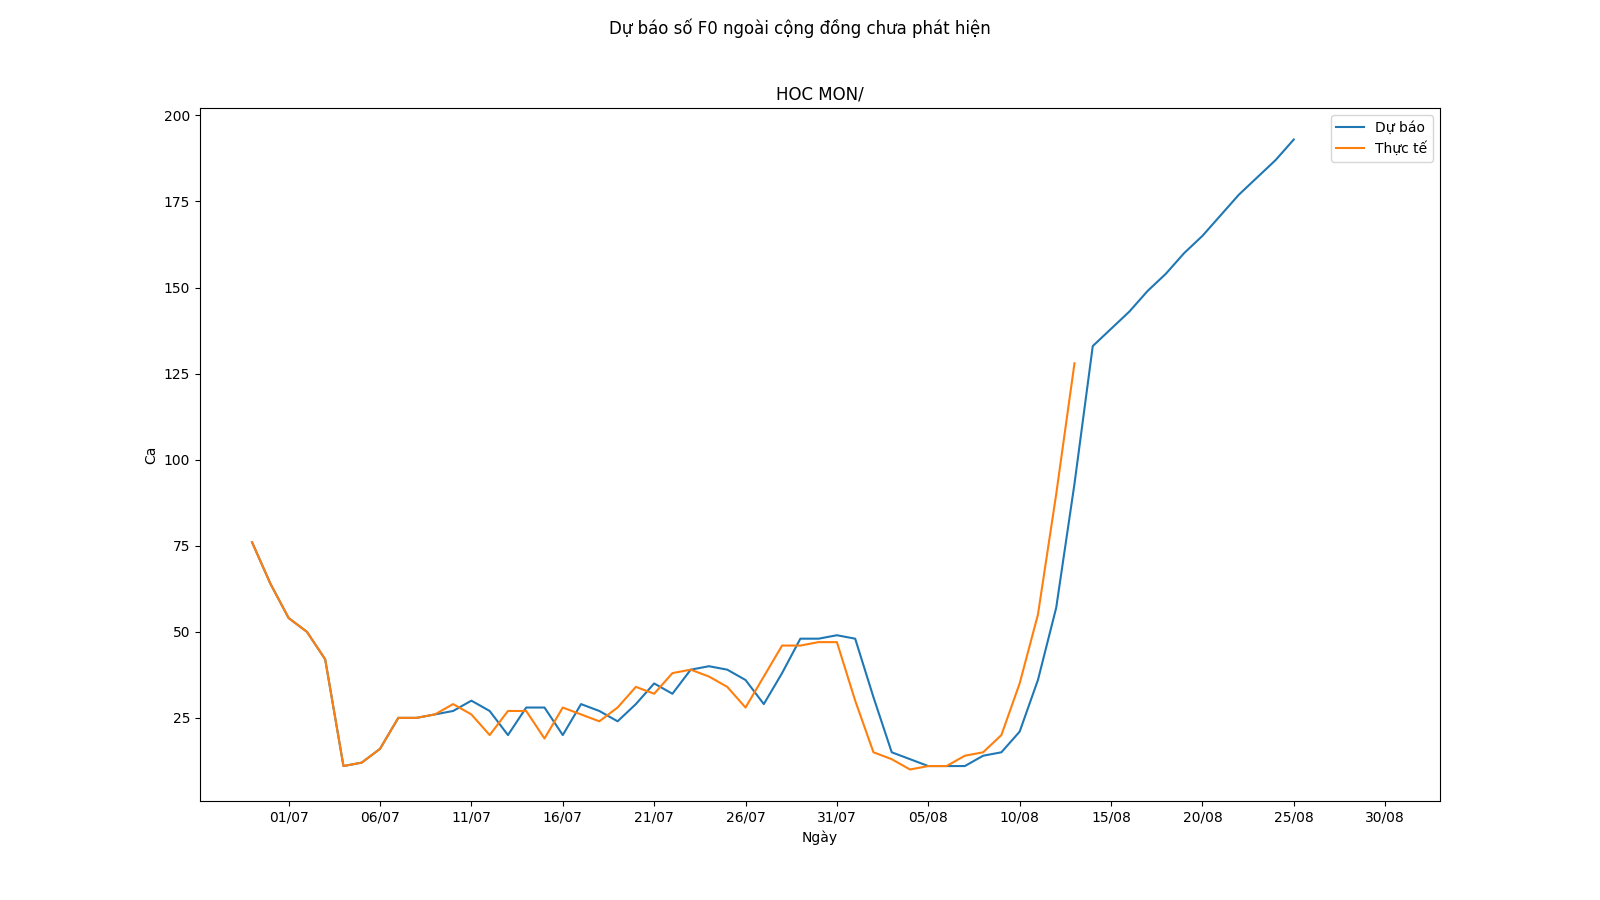 Dự báo số F0 ngoài cộng đồng chưa phát hiện
HOC MON/
200
175
150
125
100
75
50
25
Ca
Dự báo
Thực tế
01/07 06/07 11/07 16/07 21/07 26/07 31/07 05/08 10/08 15/08 20/08 25/08 30/08
Ngày